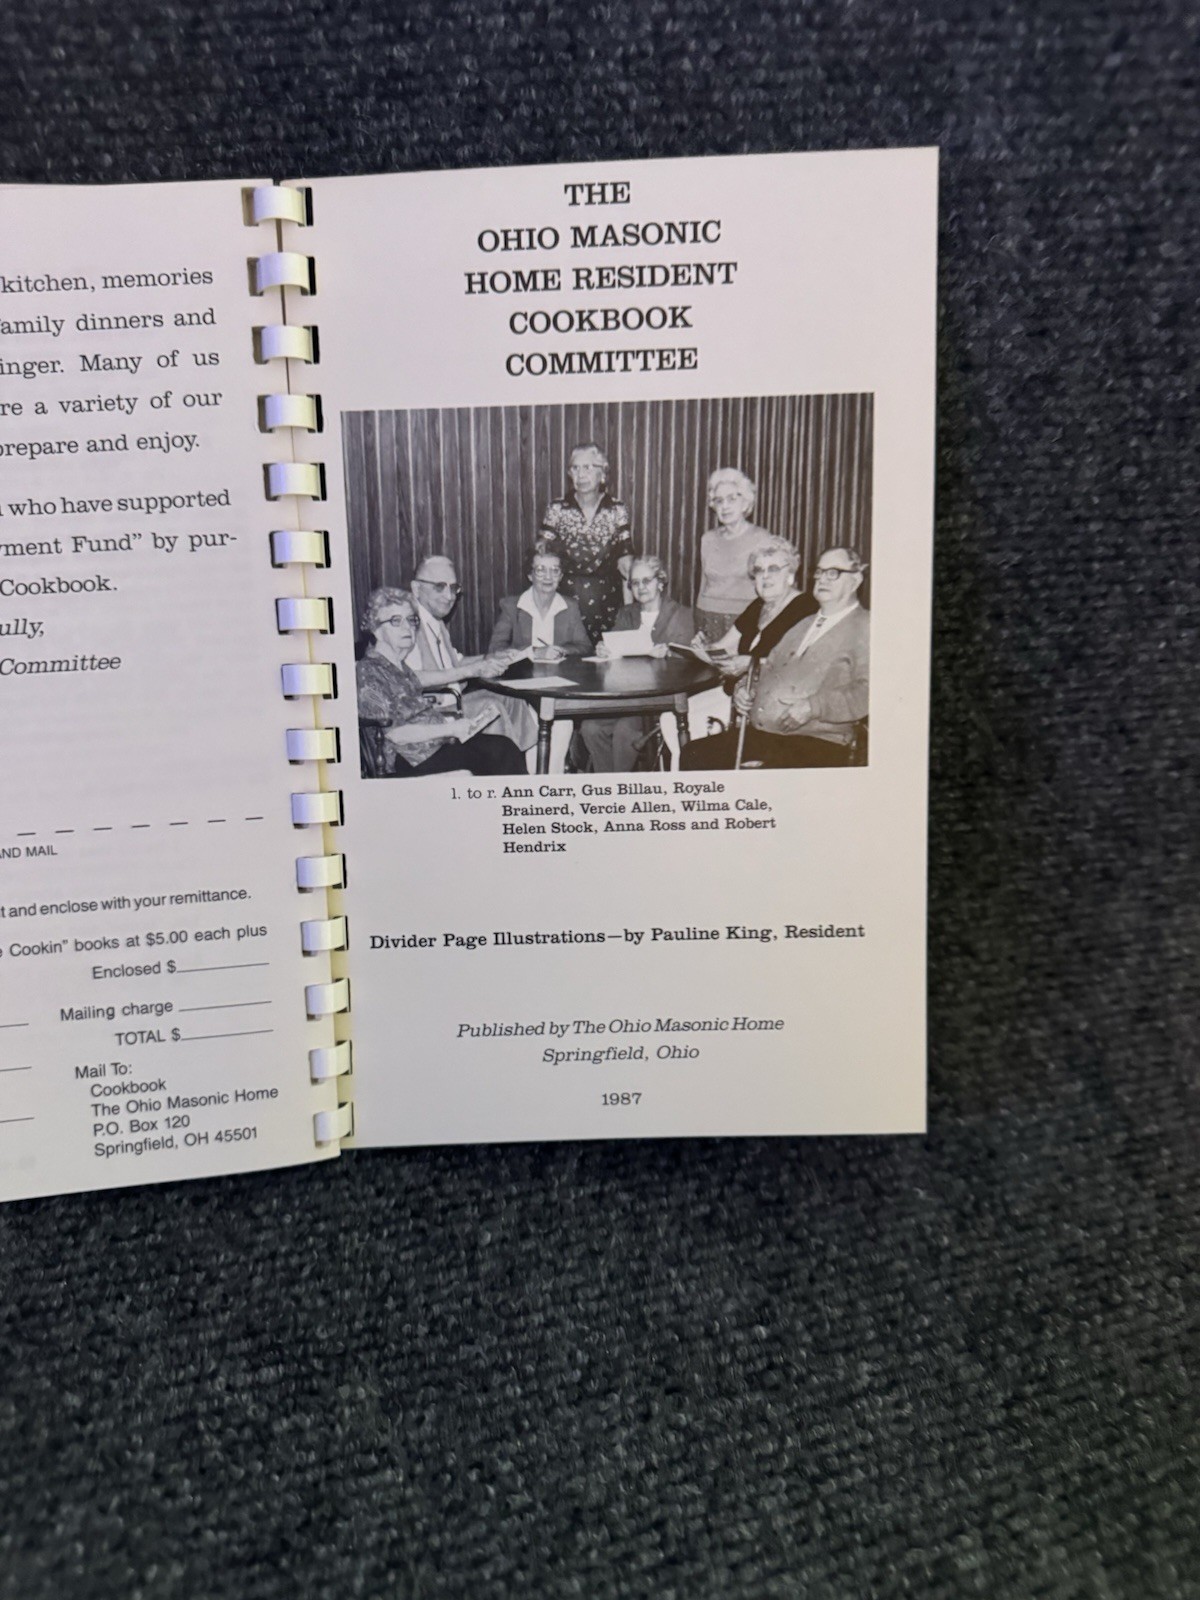 kitchen, memories
family dinners and
inger. Many of us
re a variety of our
prepare and enjoy.
who have supported
ment Fund” by pur-
Cookbook.
ully,
Committee
AND MAIL
t and enclose with your remittance.
Cookin” books at $5.00 each plus
Enclosed $
Mailing charge
TOTAL $
Mail To:
Cookbook
The Ohio Masonic Home
P.O. Box 120
Springfield, OH 45501
THE
OHIO MASONIC
HOME RESIDENT
COOKBOOK
COMMITTEE
l. to r. Ann Carr, Gus Billau, Royale
Brainerd, Vercie Allen, Wilma Cale,
Helen Stock, Anna Ross and Robert
Hendrix
Divider Page Illustrations—by Pauline King, Resident
Published by The Ohio Masonic Home
Springfield, Ohio
1987